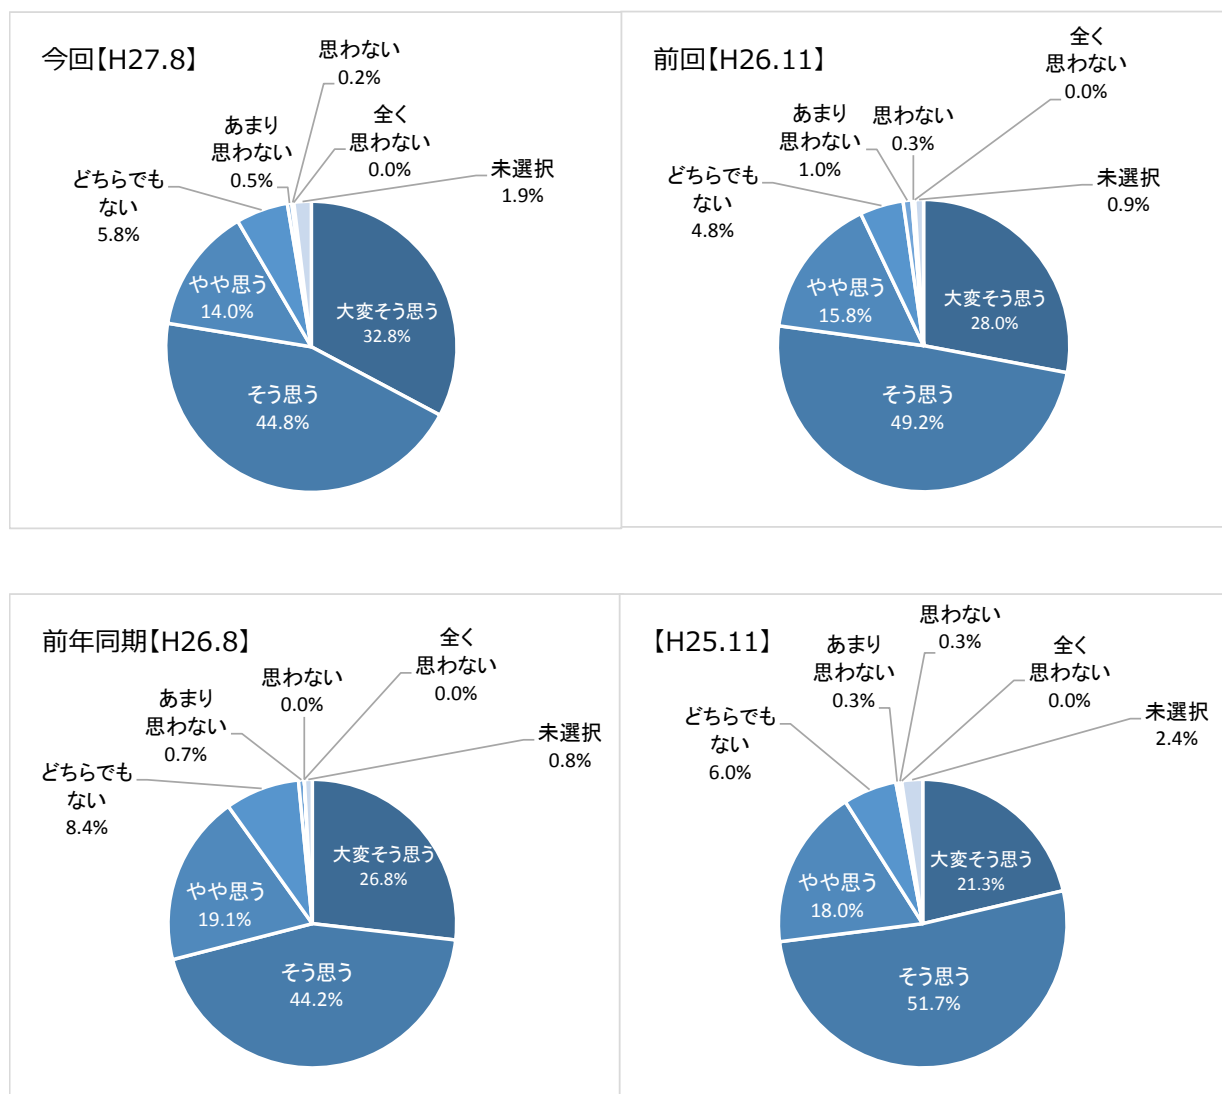 今回【H27.8】
思わない
0.2%
あまり
思わない
0.5%
全く
思わない
0.0%
どちらでも
ない
5.8%
未選択
1.9%
やや思う
14.0%
大変そう思う
32.8%
そう思う
44.8%
前回【H26.11】
全く
思わない
0.0%
あまり
思わない
1.0%
思わない
0.3%
どちらでも
ない
4.8%
未選択
0.9%
やや思う
15.8%
大変そう思う
28.0%
そう思う
49.2%
前年同期【H26.8】
全く
思わない
0.0%
思わない
0.0%
あまり
思わない
0.7%
未選択
0.8%
どちらでも
ない
8.4%
大変そう思う
26.8%
やや思う
19.1%
そう思う
44.2%
【H25.11】
思わない
0.3%
あまり
思わない
0.3%
全く
思わない
0.0%
どちらでも
ない
6.0%
未選択
2.4%
大変そう思う
21.3%
やや思う
18.0%
そう思う
51.7%